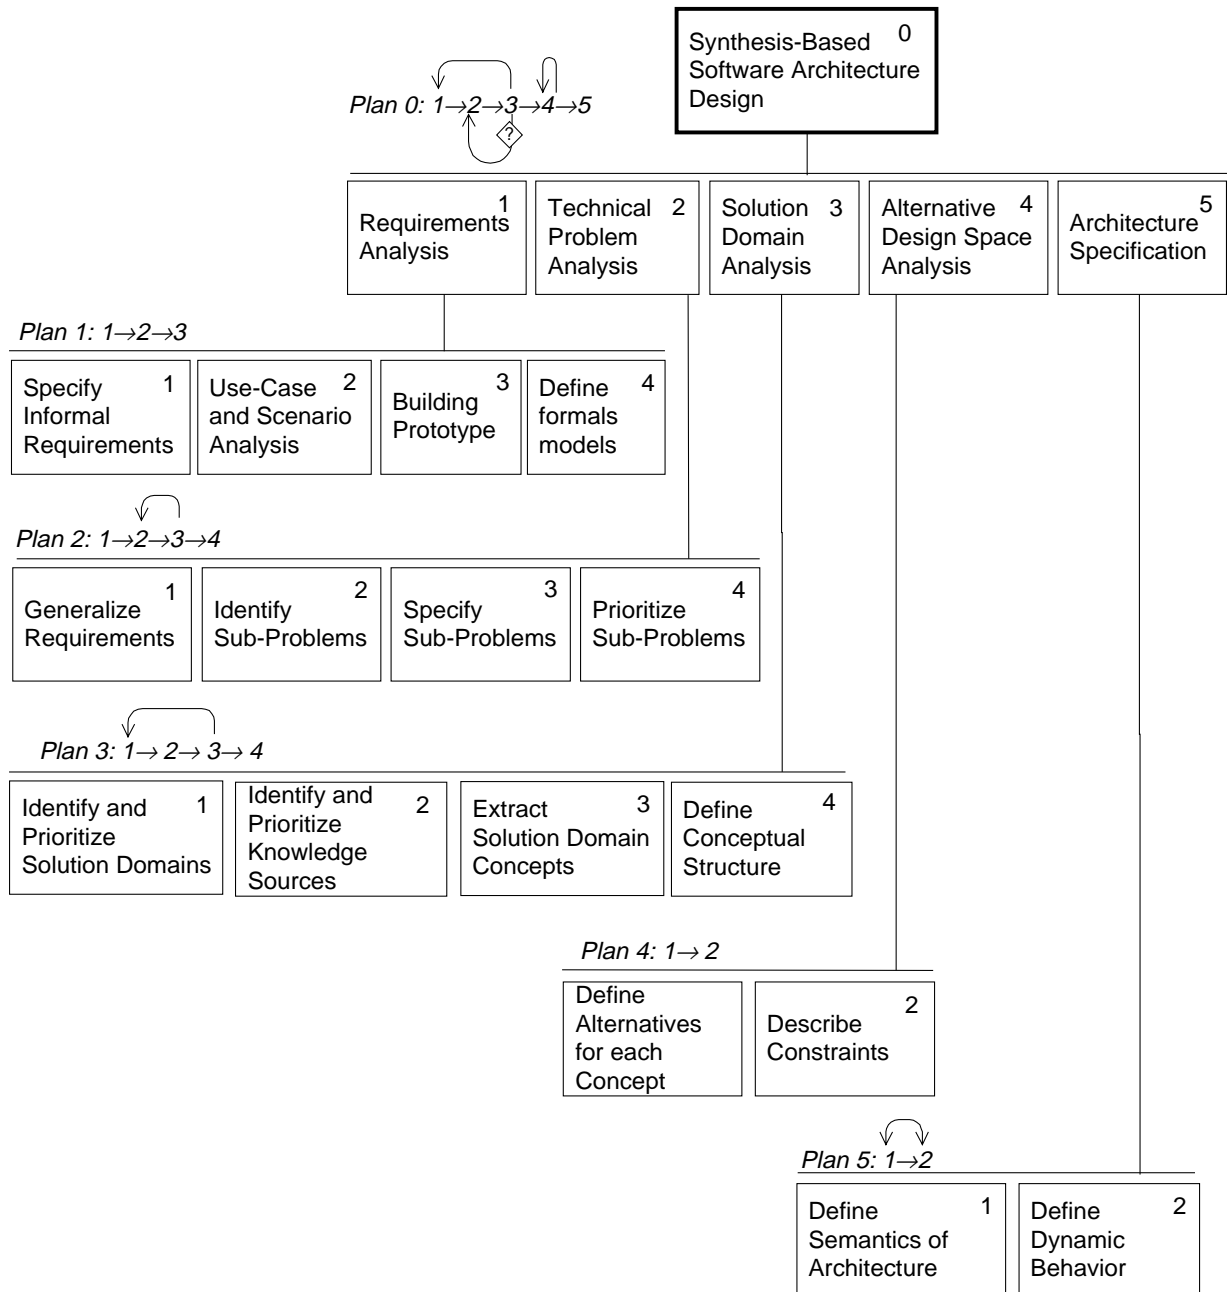 Synthesis-Based 0
Software Architecture
Design
Plan 0: 1→2→3→4→5
?
Requirements 1
Analysis
Technical 2
Problem
Analysis
Solution 3
Domain
Analysis
Alternative 4
Design Space
Analysis
Architecture 5
Specification
Plan 1: 1→2→3
Specify 1
Informal
Requirements
Use-Case 2
and Scenario
Analysis
Building 3
Prototype
Define 4
formals
models
Plan 2: 1→2→3→4
Generalize 1
Requirements
Identify 2
Sub-Problems
Specify 3
Sub-Problems
Prioritize 4
Sub-Problems
Plan 3: 1→ 2→ 3→ 4
Identify and 1
Prioritize
Solution Domains
Identify and 2
Prioritize
Knowledge
Sources
Extract 3
Solution Domain
Concepts
Define 4
Conceptual
Structure
Plan 4: 1→ 2
Define
Alternatives
for each
Concept
Describe 2
Constraints
Plan 5: 1→2
Define 1
Semantics of
Architecture
Define 2
Dynamic
Behavior